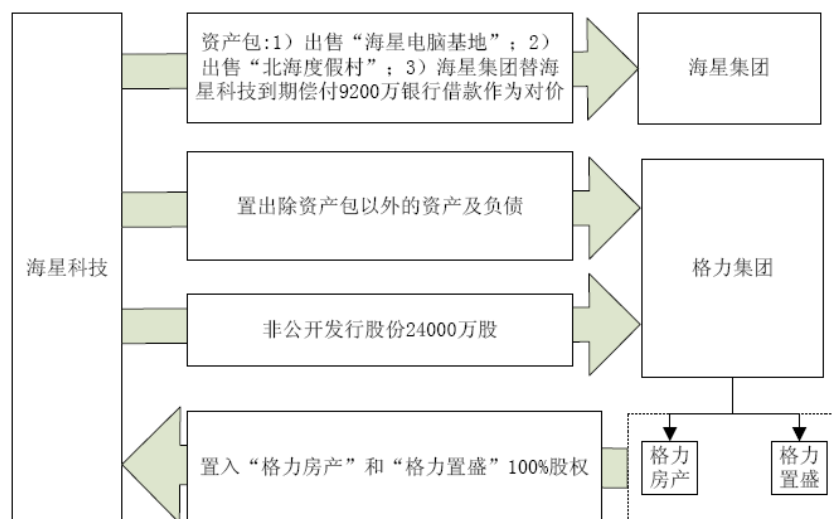 资产包:1）出售“海星电脑基地”；2）
出售“北海度假村”；3）海星集团替海
星科技到期偿付9200万银行借款作为对价
海星集团
置出除资产包以外的资产及负债
海星科技
格力集团
非公开发行股份24000万股
置入“格力房产”和“格力置盛”100%股权
格力
房产
格力
置盛